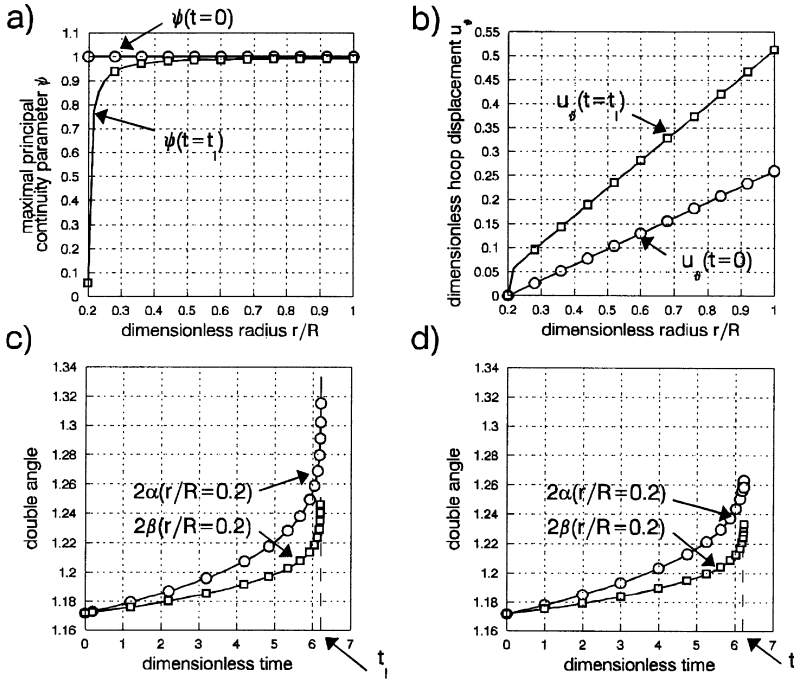 a)
ψ(t=0)
1.1
1
0.9
0.8
0.7
0.6
0.5
0.4
0.3
0.2
0.1
0
maximal principal
continuity parameter ψ
ψ(t=t_l)
0.2 0.3 0.4 0.5 0.6 0.7 0.8 0.9 1
dimensionless radius r/R
b)
0.55
0.5
0.45
0.4
0.35
0.3
0.25
0.2
0.15
0.1
0.05
0
dimensionless hoop displacement u_ϑ
u_ϑ(t=t_l)
u_ϑ(t=0)
0.2 0.3 0.4 0.5 0.6 0.7 0.8 0.9 1
dimensionless radius r/R
c)
1.34
1.32
1.3
1.28
1.26
1.24
1.22
1.2
1.18
1.16
double angle
2α(r/R=0.2)
2β(r/R=0.2)
0 1 2 3 4 5 6 7
dimensionless time
t_l
d)
1.34
1.32
1.3
1.28
1.26
1.24
1.22
1.2
1.18
1.16
double angle
2α(r/R=0.2)
2β(r/R=0.2)
0 1 2 3 4 5 6 7
dimensionless time
t